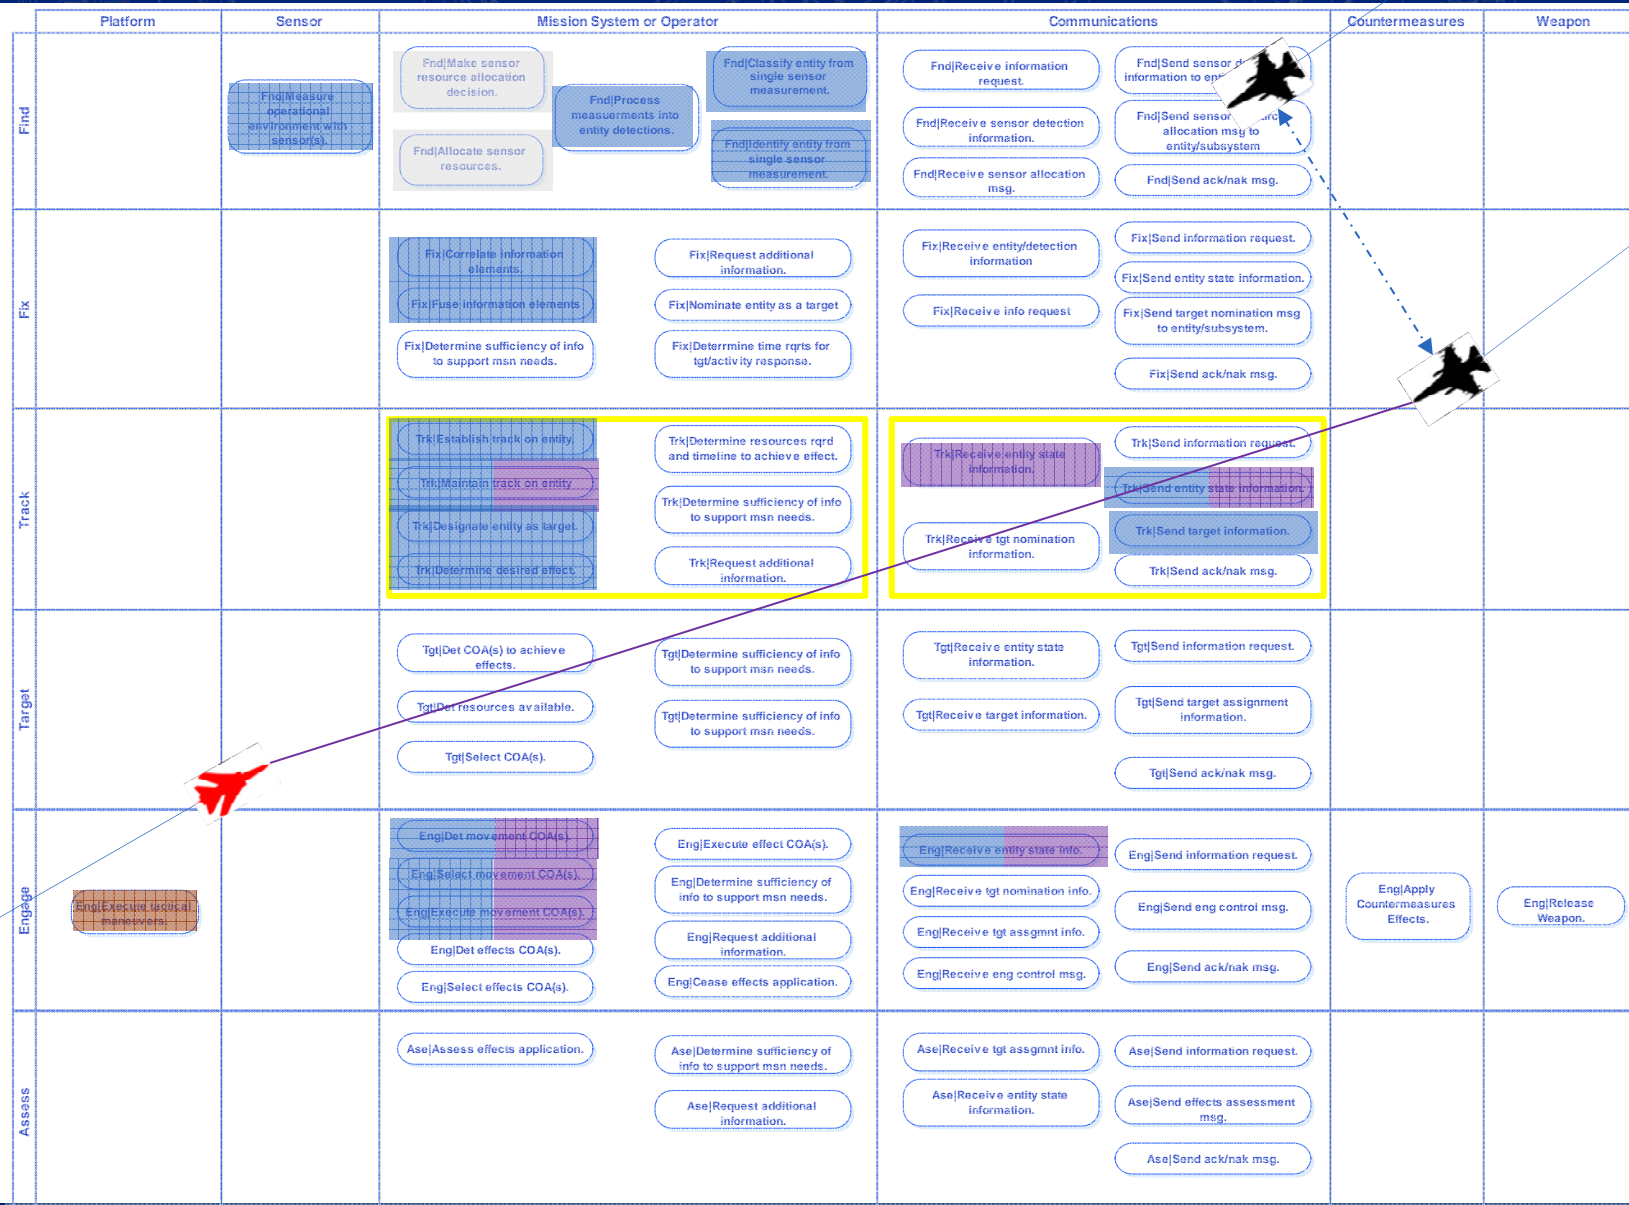 Platform
Sensor
Mission System or Operator
Communications
Countermeasures
Weapon
Find
Fnd|Measure
operational
environment with
sensor(s).
Fnd|Make sensor
resource allocation
decision.
Fnd|Allocate sensor
resources.
Fnd|Process
measuerments into
entity detections.
Fnd|Classify entity from
single sensor
measurement.
Fnd|Identify entity from
single sensor
measurement.
Fnd|Receive information
request.
Fnd|Receive sensor detection
information.
Fnd|Receive sensor allocation
msg.
Fnd|Send sensor
information to
Fnd|Send sensor
allocation msg to
entity/subsystem
Fnd|Send ack/nak msg.
Fix
Fix|Correlate information
elements.
Fix|Fuse information elements
Fix|Determine sufficiency of info
to support msn needs.
Fix|Request additional
information.
Fix|Nominate entity as a target
Fix|Deterrmine time rqrts for
tgt/activity response.
Fix|Receive entity/detection
information
Fix|Receive info request
Fix|Send information request.
Fix|Send entity state information.
Fix|Send target nomination msg
to entity/subsystem.
Fix|Send ack/nak msg.
Track
Trk|Establish track on entity.
Trk|Maintain track on entity
Trk|Designate entity as target.
Trk|Determine desired effect.
Trk|Determine resources rqrd
and timeline to achieve effect.
Trk|Determine sufficiency of info
to support msn needs.
Trk|Request additional
information.
Trk|Receive entity state
information.
Trk|Receive tgt nomination
information.
Trk|Send information request.
Trk|Send entity state information.
Trk|Send target information.
Trk|Send ack/nak msg.
Target
Tgt|Det COA(s) to achieve
effects.
Tgt|Det resources available.
Tgt|Select COA(s).
Tgt|Determine sufficiency of info
to support msn needs.
Tgt|Determine sufficiency of info
to support msn needs.
Tgt|Receive entity state
information.
Tgt|Receive target information.
Tgt|Send information request.
Tgt|Send target assignment
information.
Tgt|Send ack/nak msg.
Engage
Eng|Execute tactical
maneuvers.
Eng|Det movement COA(s).
Eng|Select movement COA(s).
Eng|Execute movement COA(s).
Eng|Det effects COA(s).
Eng|Select effects COA(s).
Eng|Execute effect COA(s).
Eng|Determine sufficiency of
info to support msn needs.
Eng|Request additional
information.
Eng|Cease effects application.
Eng|Receive entity state info.
Eng|Receive tgt nomination info.
Eng|Receive tgt assgmnt info.
Eng|Receive eng control msg.
Eng|Send information request.
Eng|Send eng control msg.
Eng|Send ack/nak msg.
Eng|Apply
Countermeasures
Effects.
Eng|Release
Weapon.
Assess
Ase|Assess effects application.
Ase|Determine sufficiency of
info to support msn needs.
Ase|Request additional
information.
Ase|Receive tgt assgmnt info.
Ase|Receive entity state
information.
Ase|Send information request.
Ase|Send effects assessment
msg.
Ase|Send ack/nak msg.